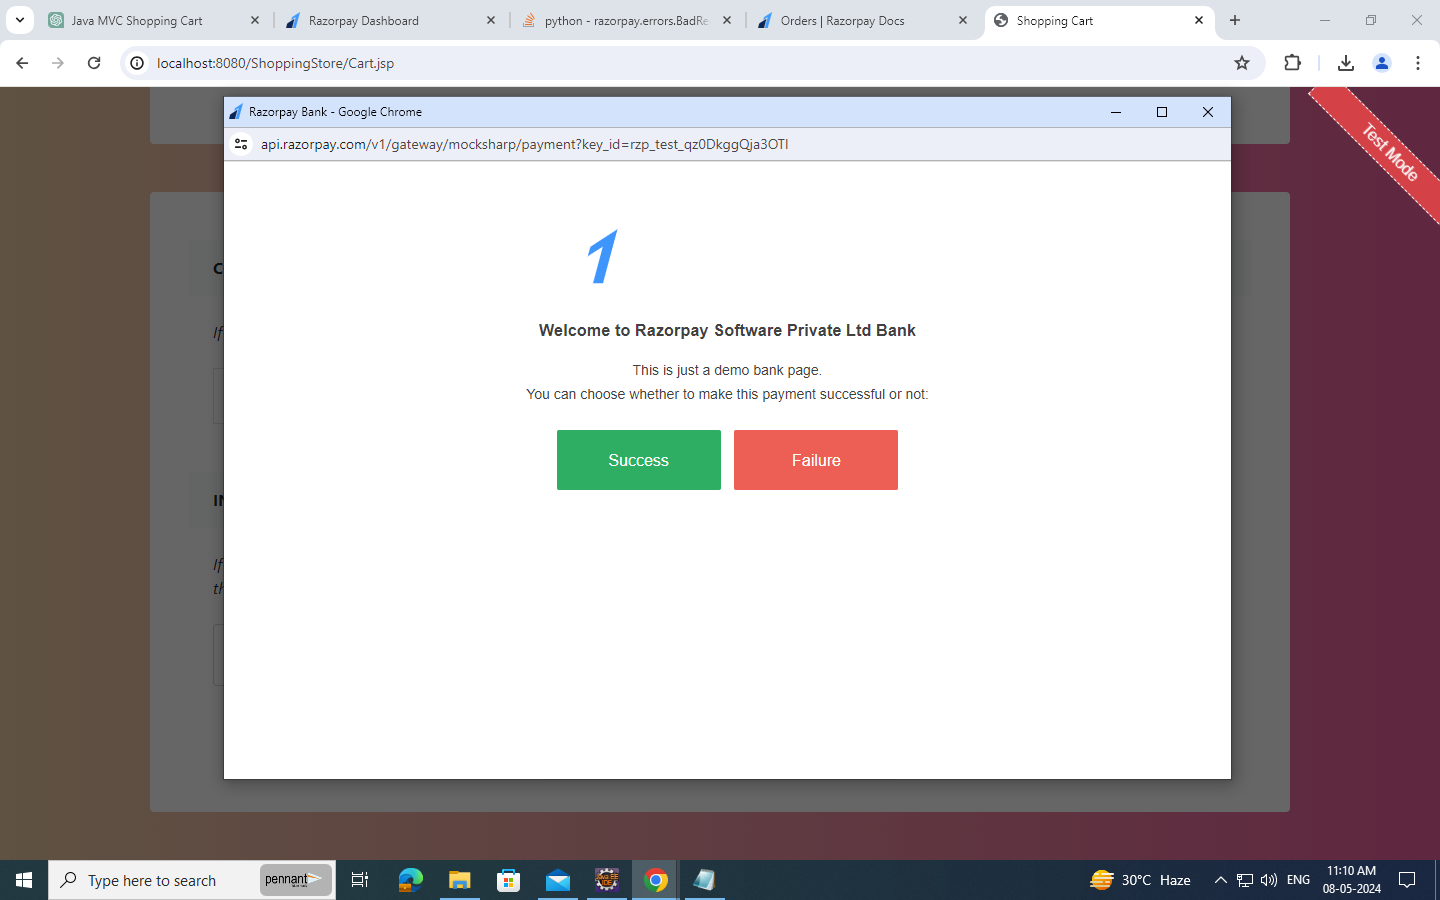 Java MVC Shopping Cart
Razorpay Dashboard
python - razorpay.errors.BadRe
Orders | Razorpay Docs
Shopping Cart
localhost:8080/ShoppingStore/Cart.jsp
Test Mode
Razorpay Bank - Google Chrome
api.razorpay.com/v1/gateway/mocksharp/payment?key_id=rzp_test_qz0DkggQja3OTI
Welcome to Razorpay Software Private Ltd Bank
This is just a demo bank page.
You can choose whether to make this payment successful or not:
Success
Failure
C
If
IN
If
th
Type here to search
pennant
30°C Haze
ENG
11:10 AM
08-05-2024